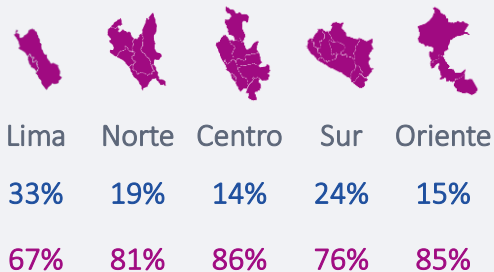 Lima Norte Centro Sur Oriente
33% 19% 14% 24% 15%
67% 81% 86% 76% 85%